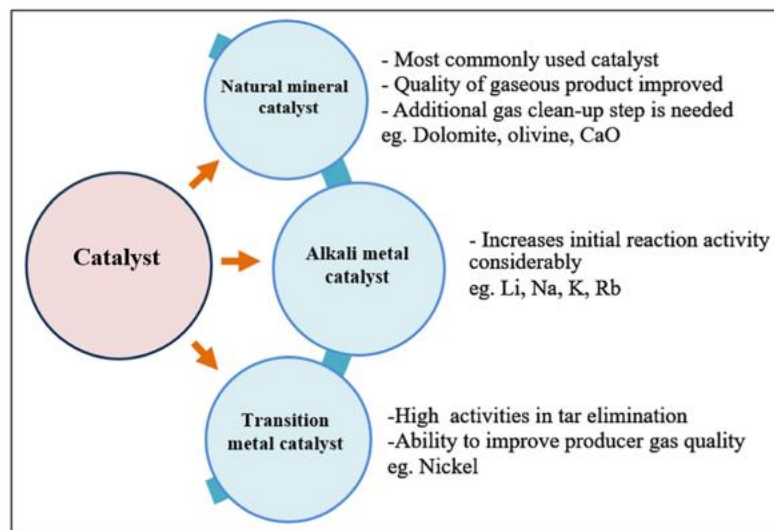 Natural mineral
catalyst
- Most commonly used catalyst
- Quality of gaseous product improved
- Additional gas clean-up step is needed
eg. Dolomite, olivine, CaO
Catalyst
Alkali metal
catalyst
- Increases initial reaction activity
considerably
eg. Li, Na, K, Rb
Transition
metal catalyst
-High activities in tar elimination
-Ability to improve producer gas quality
eg. Nickel